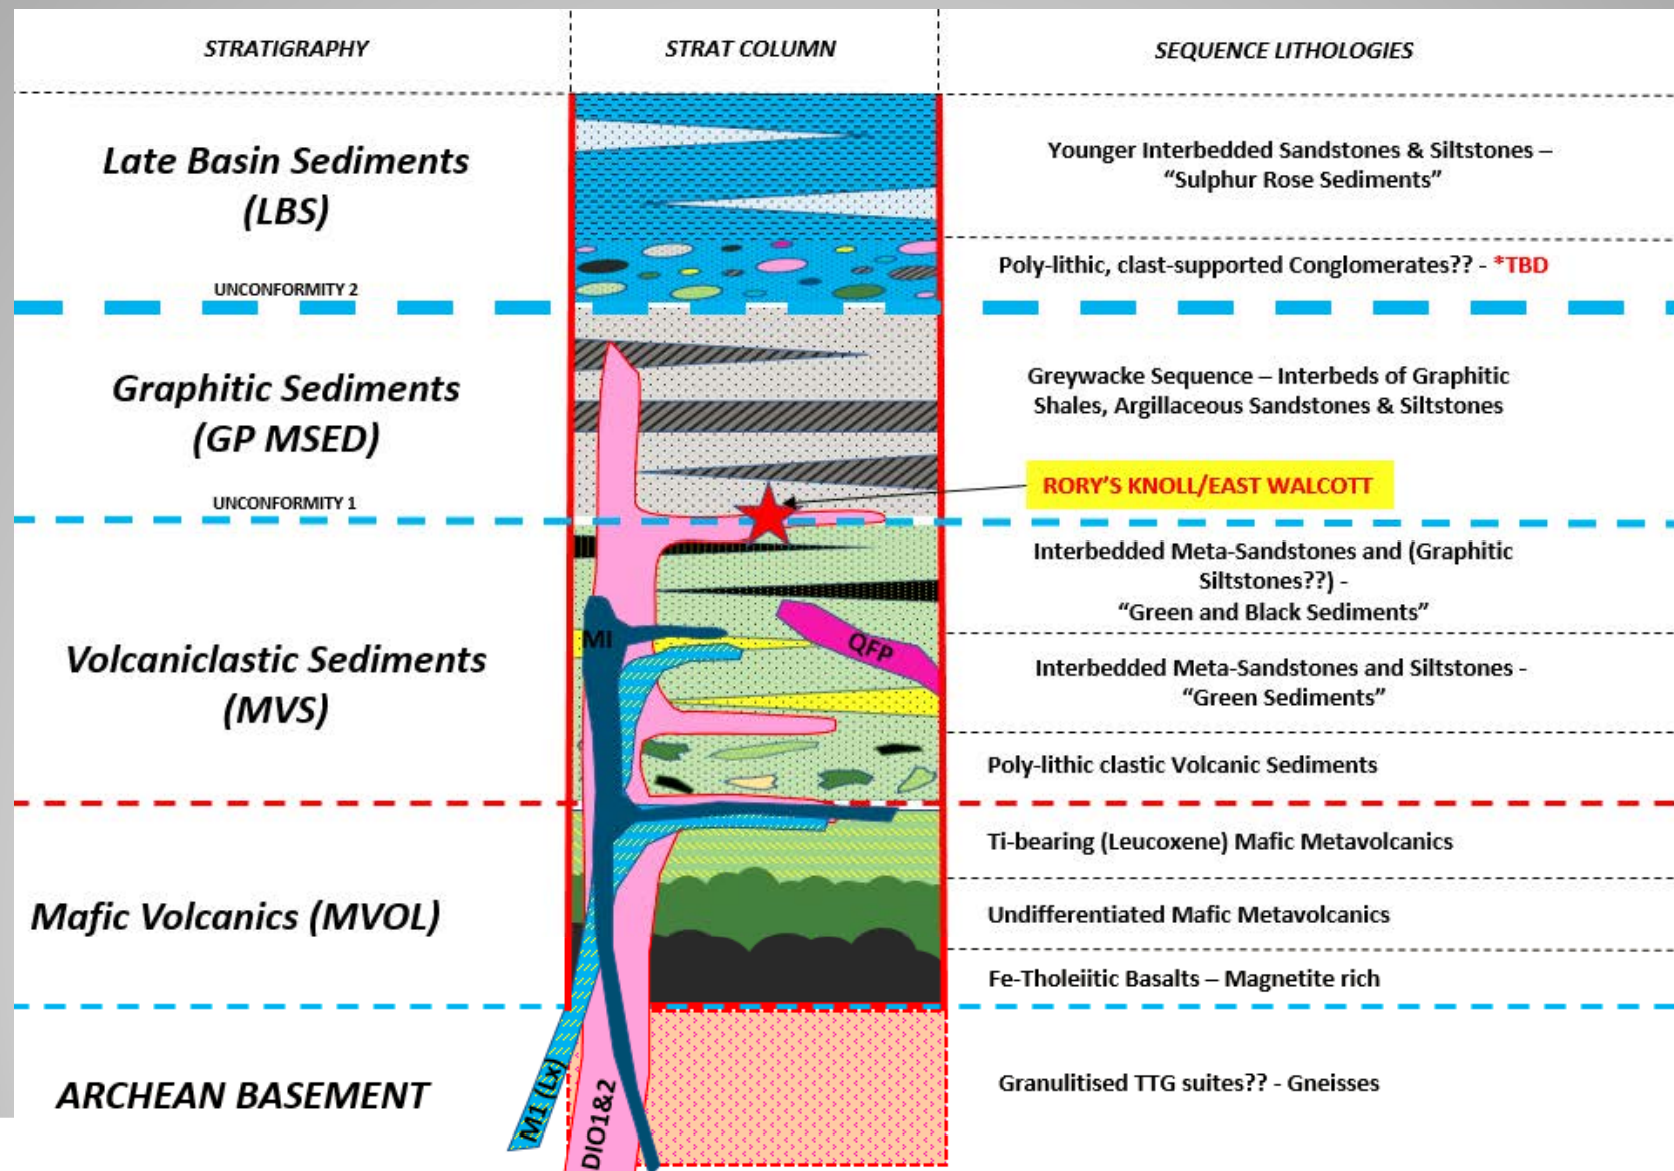 STRATIGRAPHY
STRAT COLUMN
SEQUENCE LITHOLOGIES
Late Basin Sediments
(LBS)
Younger Interbedded Sandstones & Siltstones –
“Sulphur Rose Sediments”
Poly-lithic, clast-supported Conglomerates?? - *TBD
UNCONFORMITY 2
Graphitic Sediments
(GP MSED)
Greywacke Sequence – Interbeds of Graphitic
Shales, Argillaceous Sandstones & Siltstones
RORY’S KNOLL/EAST WALCOTT
UNCONFORMITY 1
Interbedded Meta-Sandstones and (Graphitic
Siltstones??) -
“Green and Black Sediments”
Volcaniclastic Sediments
(MVS)
MI
QFP
Interbedded Meta-Sandstones and Siltstones -
“Green Sediments”
Poly-lithic clastic Volcanic Sediments
Mafic Volcanics (MVOL)
Ti-bearing (Leucoxene) Mafic Metavolcanics
Undifferentiated Mafic Metavolcanics
Fe-Tholeiitic Basalts – Magnetite rich
ARCHEAN BASEMENT
M1 (Lx)
DIO1&2
Granulitised TTG suites?? - Gneisses